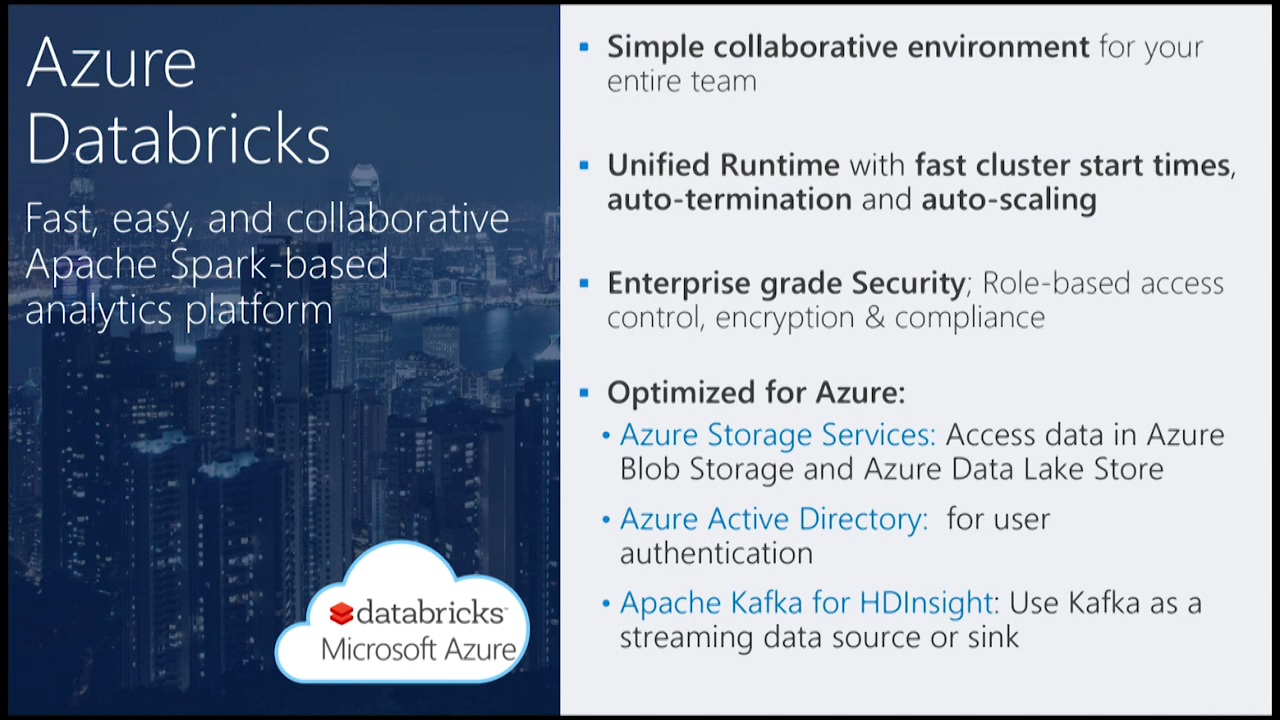 Azure
Databricks
Fast, easy, and collaborative
Apache Spark-based
analytics platform
databricks™
Microsoft Azure
▪ Simple collaborative environment for your
entire team
▪ Unified Runtime with fast cluster start times,
auto-termination and auto-scaling
▪ Enterprise grade Security; Role-based access
control, encryption & compliance
▪ Optimized for Azure:
• Azure Storage Services: Access data in Azure
Blob Storage and Azure Data Lake Store
• Azure Active Directory: for user
authentication
• Apache Kafka for HDInsight: Use Kafka as a
streaming data source or sink